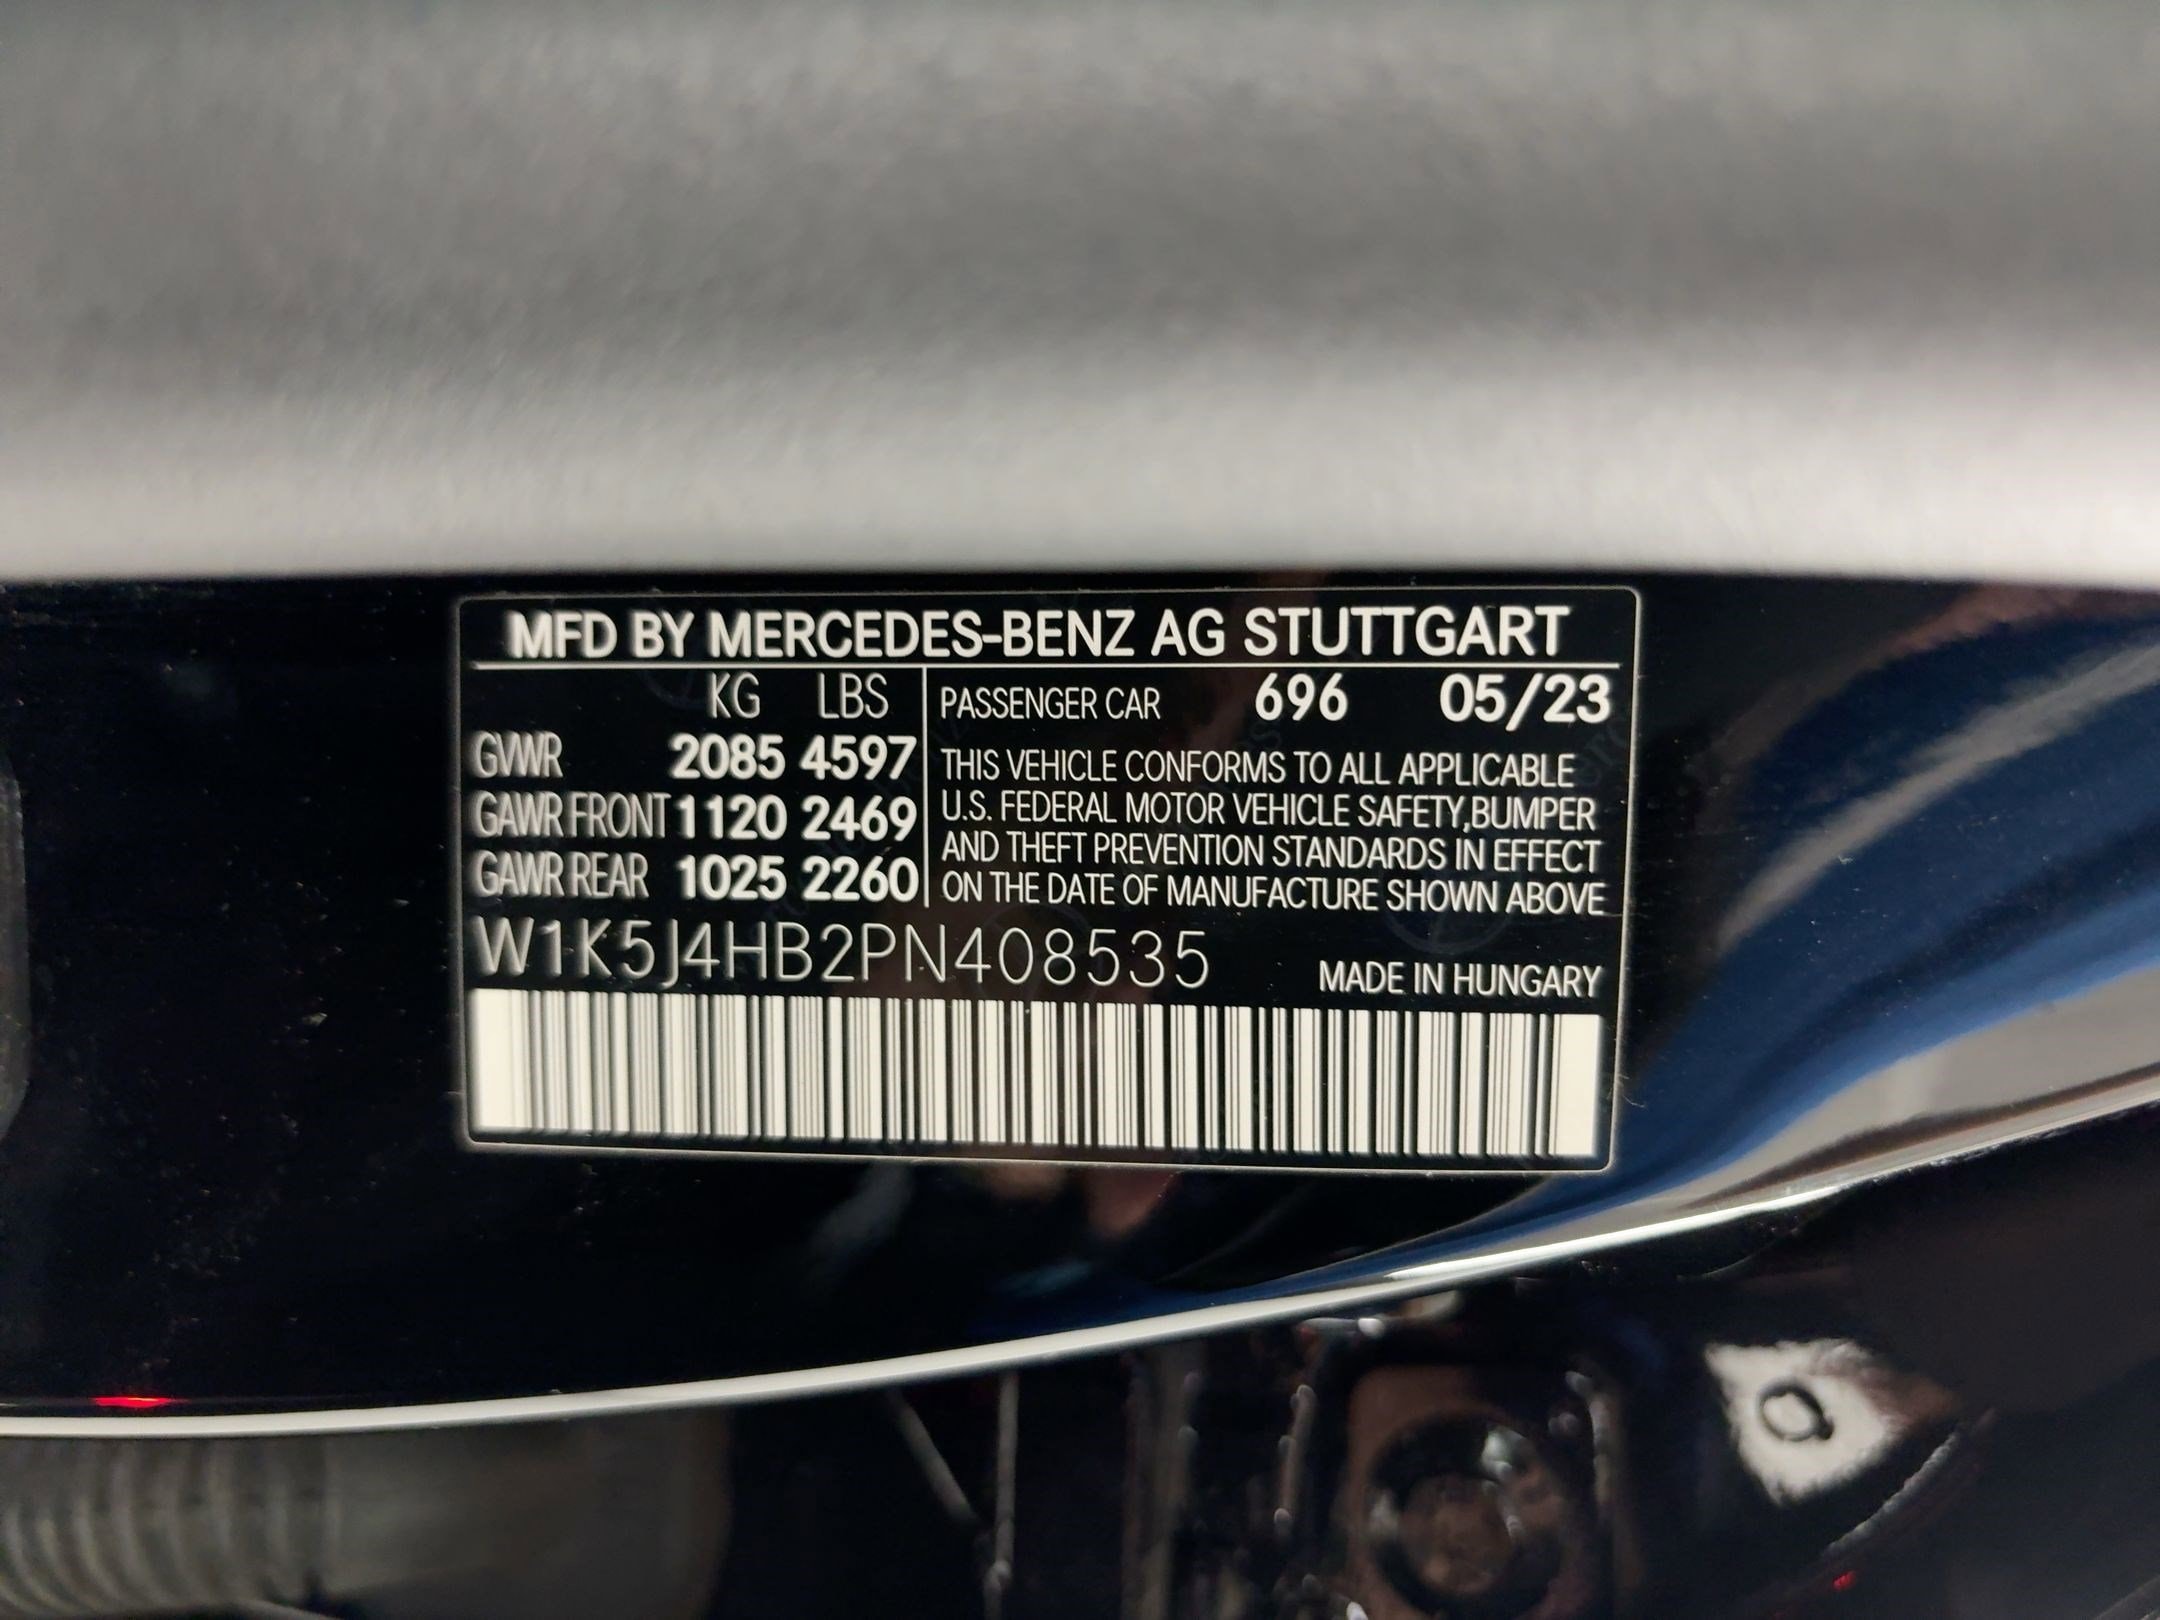 MFD BY MERCEDES-BENZ AG STUTTGART
KG LBS
GVWR 2085 4597
GAWR FRONT 1120 2469
GAWR REAR 1025 2260
PASSENGER CAR 696 05/23
THIS VEHICLE CONFORMS TO ALL APPLICABLE
U.S. FEDERAL MOTOR VEHICLE SAFETY,BUMPER
AND THEFT PREVENTION STANDARDS IN EFFECT
ON THE DATE OF MANUFACTURE SHOWN ABOVE
W1K5J4HB2PN408535
MADE IN HUNGARY